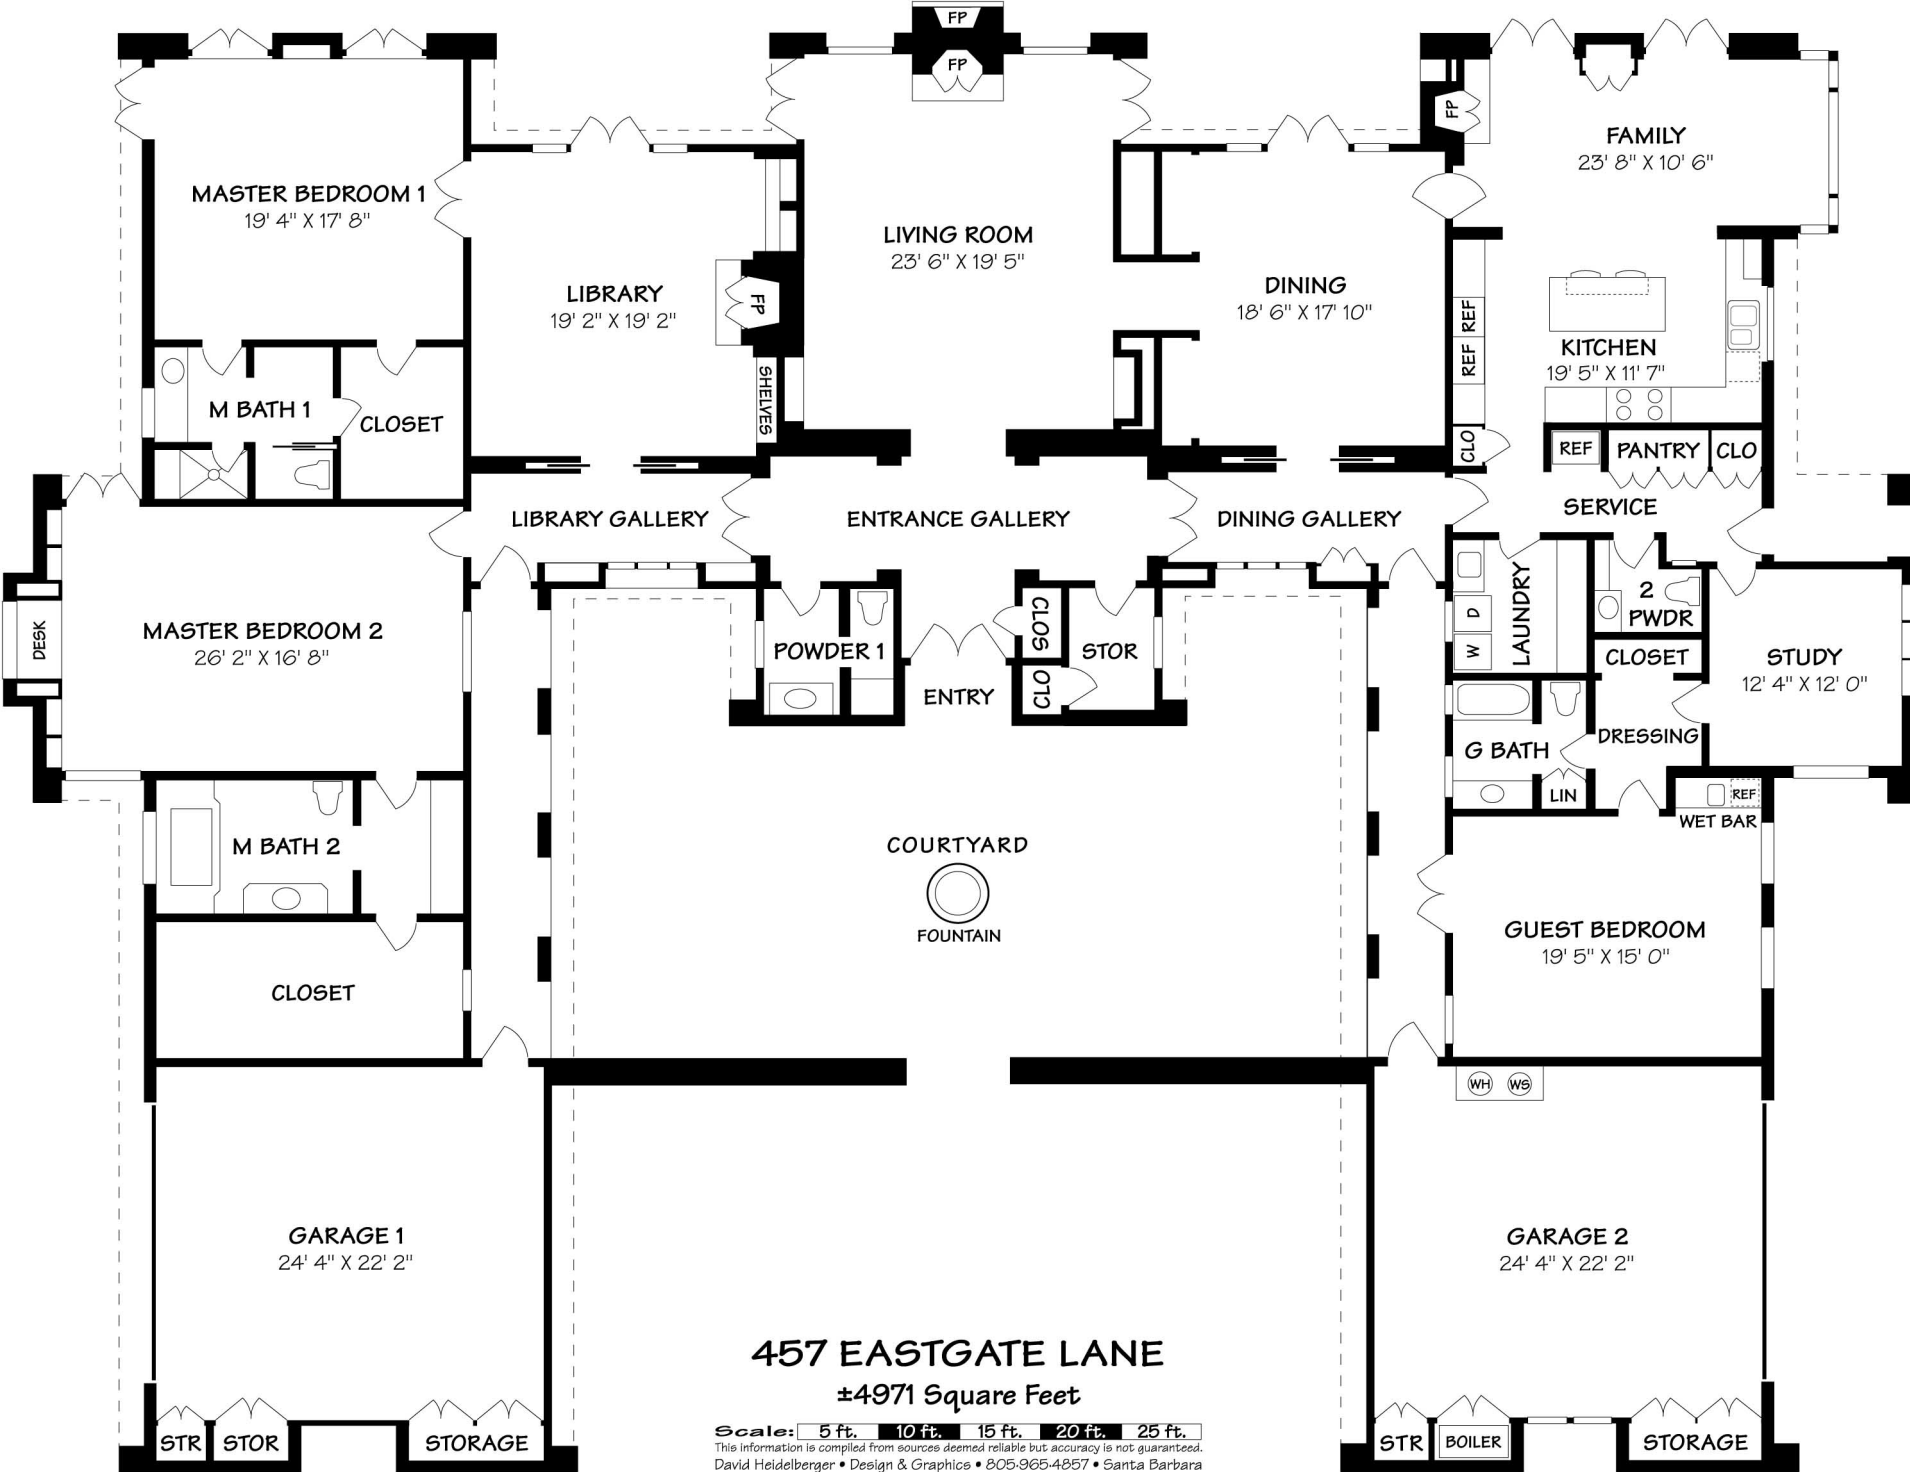 FP
FP
FP
FAMILY
23' 8" X 10' 6"
MASTER BEDROOM 1
19' 4" X 17' 8"
LIVING ROOM
23' 6" X 19' 5"
LIBRARY
19' 2" X 19' 2"
FP
DINING
18' 6" X 17' 10"
REF
REF
KITCHEN
19' 5" X 11' 7"
SHELVES
M BATH 1
CLOSET
CLO
REF
PANTRY
CLO
SERVICE
LIBRARY GALLERY
ENTRANCE GALLERY
DINING GALLERY
DESK
MASTER BEDROOM 2
26' 2" X 16' 8"
POWDER 1
CLOS
CLO
STOR
ENTRY
D
W
LAUNDRY
2
PWDR
CLOSET
STUDY
12' 4" X 12' 0"
G BATH
DRESSING
LIN
REF
WET BAR
M BATH 2
COURTYARD
FOUNTAIN
GUEST BEDROOM
19' 5" X 15' 0"
CLOSET
WH
WS
GARAGE 1
24' 4" X 22' 2"
GARAGE 2
24' 4" X 22' 2"
STR
STOR
STORAGE
STR
BOILER
STORAGE
457 EASTGATE LANE
±4971 Square Feet
Scale: 5 ft. 10 ft. 15 ft. 20 ft. 25 ft.
This information is compiled from sources deemed reliable but accuracy is not guaranteed.
David Heidelberger • Design & Graphics • 805•965•4857 • Santa Barbara